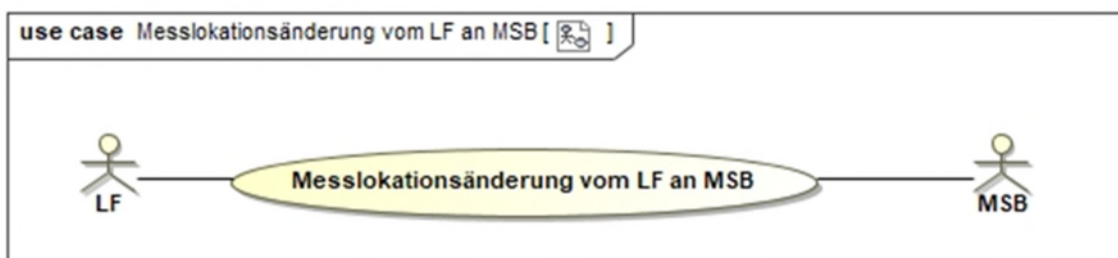 use case Messlokationsänderung vom LF an MSB [ ]
Messlokationsänderung vom LF an MSB
LF
MSB